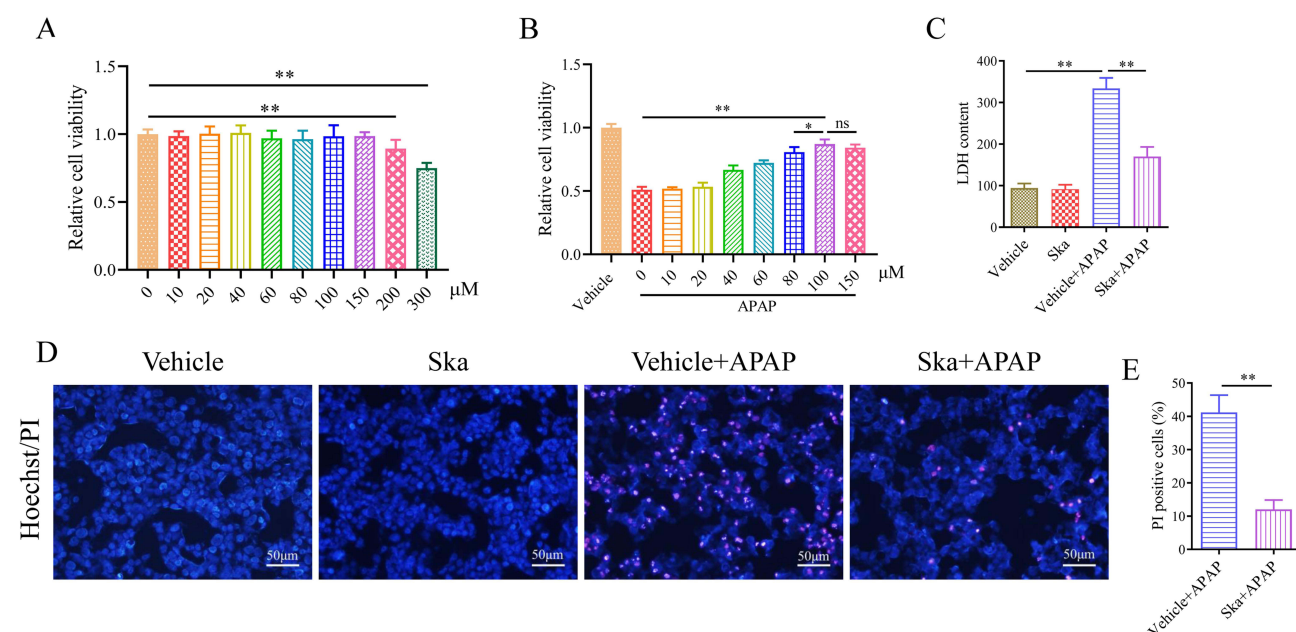 A
Relative cell viability
1.5
1.0
0.5
0.0
**
**
0
10
20
40
60
80
100
150
200
300
μM
B
Relative cell viability
1.5
1.0
0.5
0.0
**
*
ns
Vehicle
0
10
20
40
60
80
100
150
μM
APAP
C
LDH content
400
300
200
100
0
**
**
Vehicle
Ska
Vehicle+APAP
Ska+APAP
D
Vehicle
Ska
Vehicle+APAP
Ska+APAP
Hoechst/PI
50μm
50μm
50μm
50μm
E
PI positive cells (%)
50
40
30
20
10
0
**
Vehicle+APAP
Ska+APAP